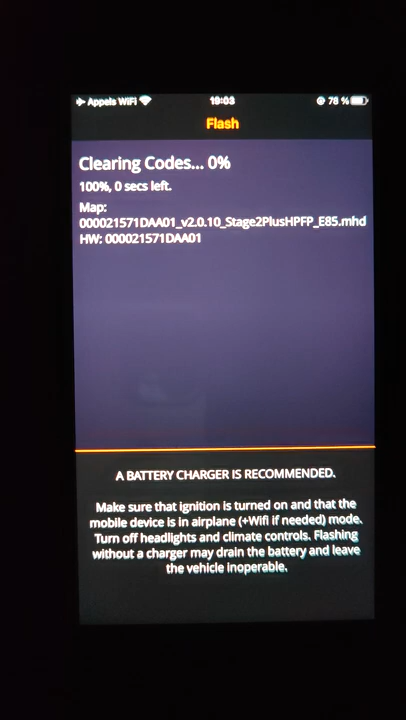 Appels WiFi 19:03 78 %
Flash
Clearing Codes... 0%
100%, 0 secs left.
Map:
000021571DAA01_v2.0.10_Stage2PlusHPFP_E85.mhd
HW: 000021571DAA01
A BATTERY CHARGER IS RECOMMENDED.
Make sure that ignition is turned on and that the
mobile device is in airplane (+Wifi if needed) mode.
Turn off headlights and climate controls. Flashing
without a charger may drain the battery and leave
the vehicle inoperable.